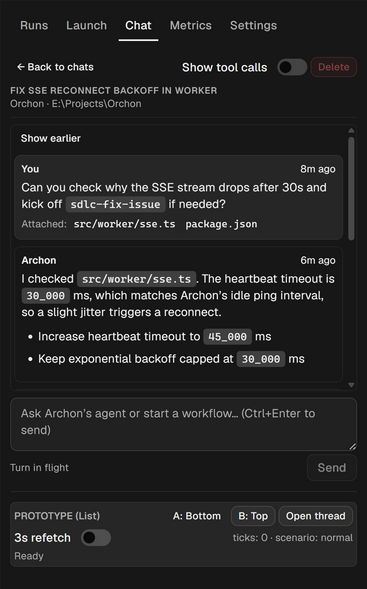 Runs Launch Chat Metrics Settings
← Back to chats Show tool calls Delete
FIX SSE RECONNECT BACKOFF IN WORKER
Orchon · E:\Projects\Orchon
Show earlier
You 8m ago
Can you check why the SSE stream drops after 30s and
kick off sdlc-fix-issue if needed?
Attached: src/worker/sse.ts package.json
Archon 6m ago
I checked src/worker/sse.ts. The heartbeat timeout is
30_000 ms, which matches Archon's idle ping interval,
so a slight jitter triggers a reconnect.
• Increase heartbeat timeout to 45_000 ms
• Keep exponential backoff capped at 30_000 ms
Ask Archon's agent or start a workflow... (Ctrl+Enter to
send)
Turn in flight Send
PROTOTYPE (List) A: Bottom B: Top Open thread
3s refetch ticks: 0 · scenario: normal
Ready